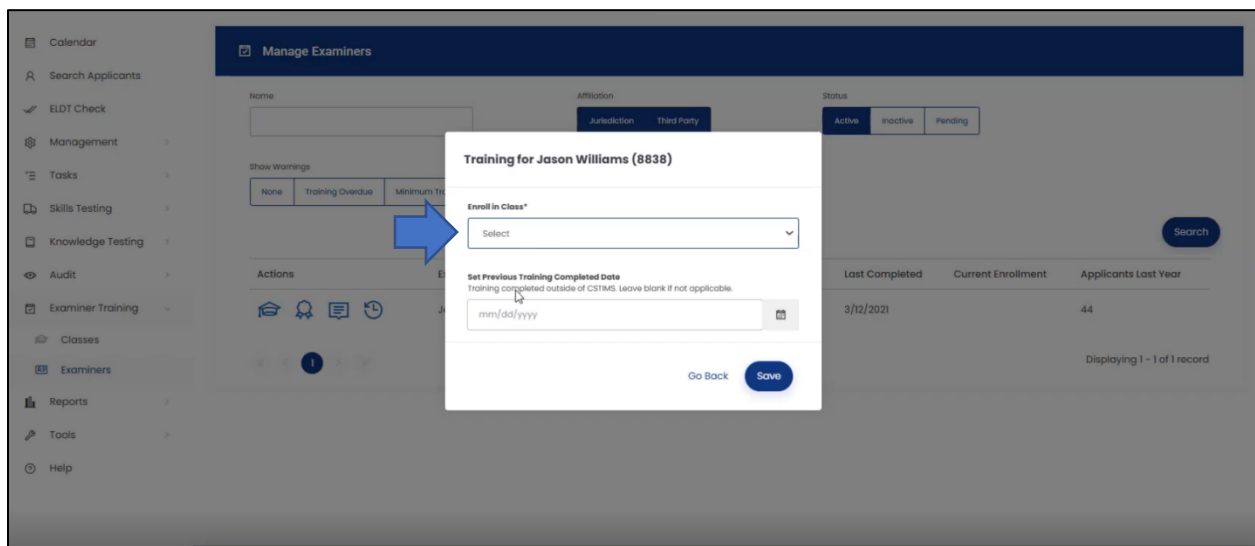 Calendar
Search Applicants
ELDT Check
Management
Tasks
Skills Testing
Knowledge Testing
Audit
Examiner Training
Classes
Examiners
Reports
Tools
Help
Manage Examiners
Name
Affiliation
Jurisdiction Third Party
Status
Active Inactive Pending
Show Warnings
None Training Overdue Minimum
Search
Actions Last Completed Current Enrollment Applicants Last Year
3/12/2021 44
1
Displaying 1 - 1 of 1 record
Training for Jason Williams (8838)
Enroll in Class*
Select
Set Previous Training Completed Date
Training completed outside of CSTIMS. Leave blank if not applicable.
mm/dd/yyyy
Go Back Save